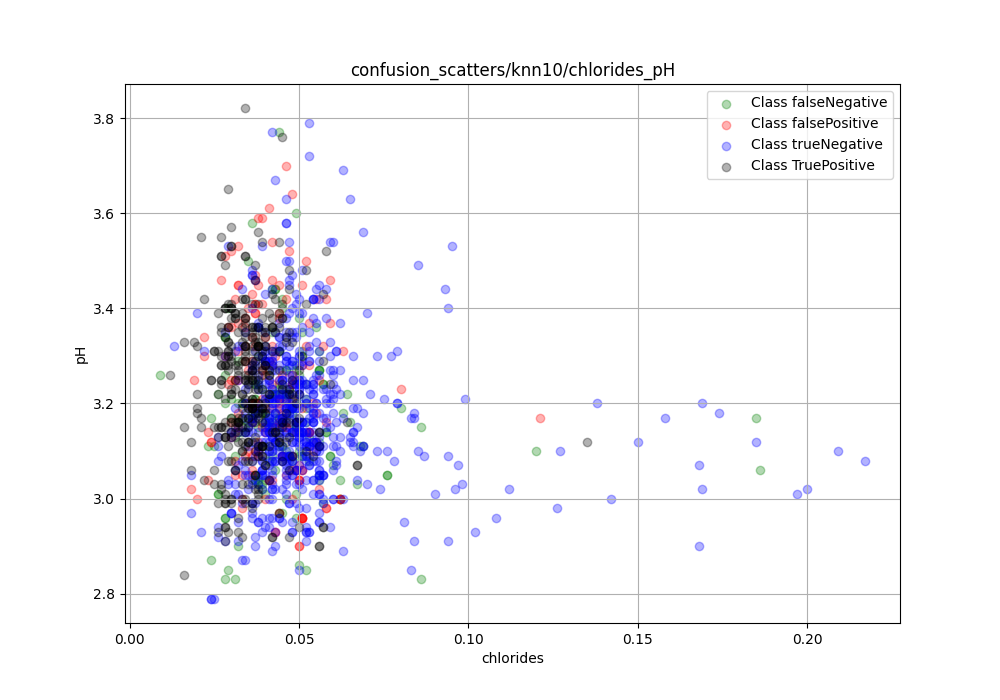 confusion_scatters/knn10/chlorides_pH
Class falseNegative
Class falsePositive
Class trueNegative
Class TruePositive
pH
3.8
3.6
3.4
3.2
3.0
2.8
0.00 0.05 0.10 0.15 0.20
chlorides